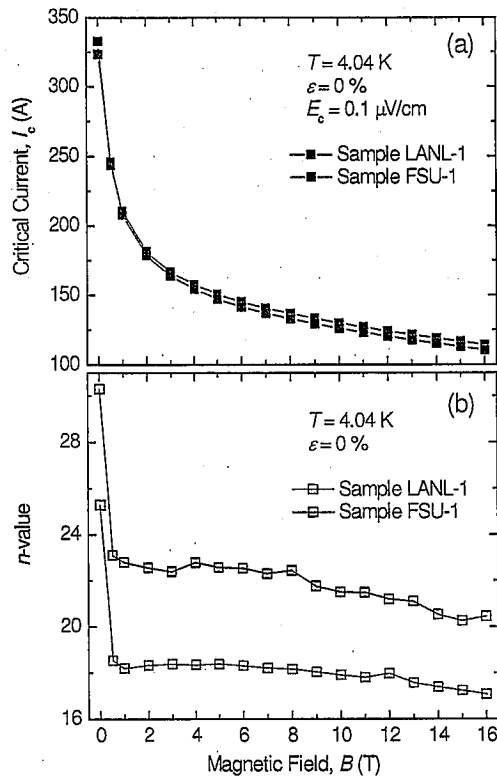 350
325
300
250
200
150
125
100
Critical Current, I_c (A)
(a)
T = 4.04 K
ε = 0 %
E_c = 0.1 μV/cm
Sample LANL-1
Sample FSU-1
28
24
20
16
n-value
(b)
T = 4.04 K
ε = 0 %
Sample LANL-1
Sample FSU-1
0 2 4 6 8 10 12 14 16
Magnetic Field, B (T)